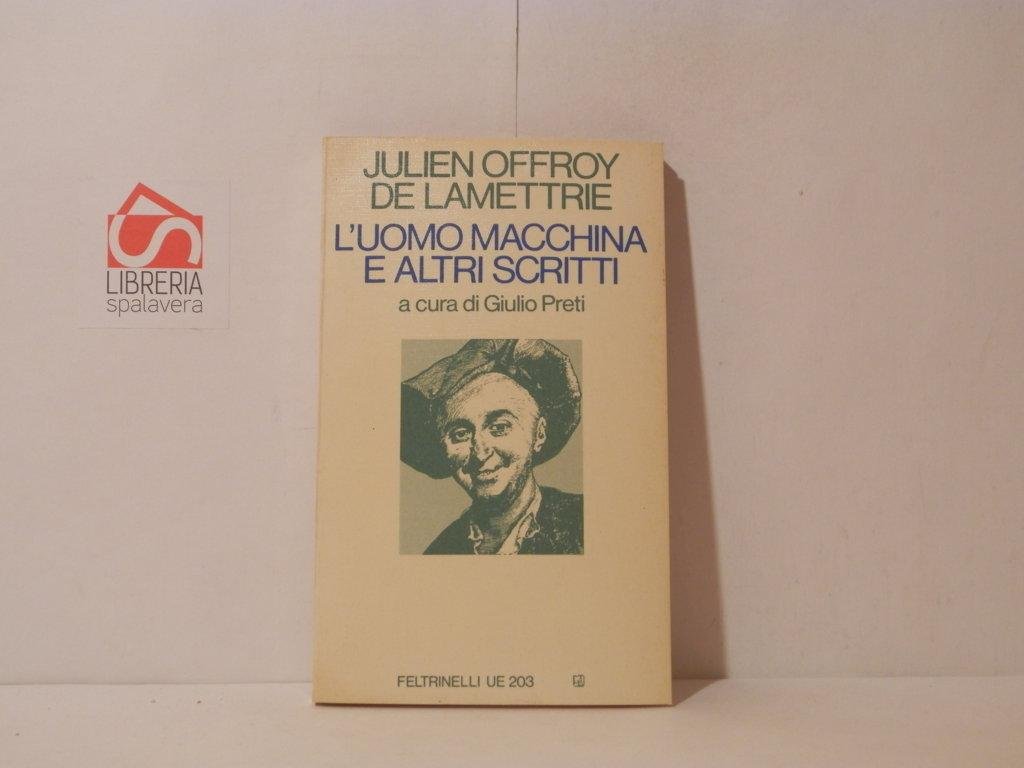 JULIEN OFFROY
DE LAMETTRIE
L'UOMO MACCHINA
E ALTRI SCRITTI
a cura di Giulio Preti
FELTRINELLI UE 203
LIBRERIA
spalavera